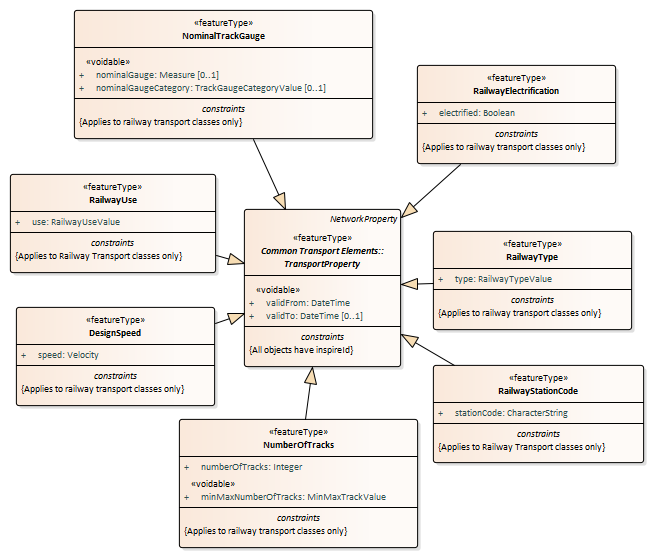 «featureType»
NominalTrackGauge
«voidable»
+ nominalGauge: Measure [0..1]
+ nominalGaugeCategory: TrackGaugeCategoryValue [0..1]
constraints
{Applies to railway transport classes only}
«featureType»
RailwayElectrification
+ electrified: Boolean
constraints
{Applies to railway transport classes only}
«featureType»
RailwayUse
+ use: RailwayUseValue
constraints
{Applies to Railway Transport classes only}
NetworkProperty
«featureType»
Common Transport Elements::
TransportProperty
«voidable»
+ validFrom: DateTime
+ validTo: DateTime [0..1]
constraints
{All objects have inspireId}
«featureType»
RailwayType
+ type: RailwayTypeValue
constraints
{Applies to railway transport classes only}
«featureType»
DesignSpeed
+ speed: Velocity
constraints
{Applies to railway transport classes only}
«featureType»
RailwayStationCode
+ stationCode: CharacterString
constraints
{Applies to Railway Transport classes only}
«featureType»
NumberOfTracks
+ numberOfTracks: Integer
«voidable»
+ minMaxNumberOfTracks: MinMaxTrackValue
constraints
{Applies to railway transport classes only}